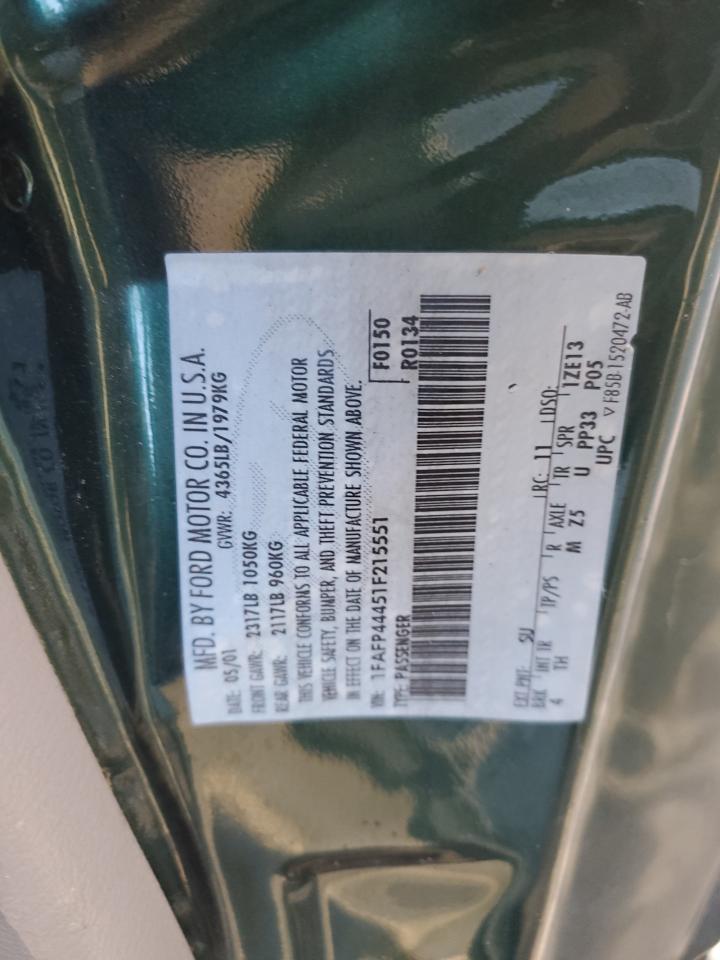 MFD. BY FORD MOTOR CO. IN U.S.A.
DATE: 05/01 GVWR: 4365LB/1979KG
FRONT GAWR: 2317LB 1050KG
REAR GAWR: 2117LB 960KG
THIS VEHICLE CONFORMS TO ALL APPLICABLE FEDERAL MOTOR
VEHICLE SAFETY, BUMPER, AND THEFT PREVENTION STANDARDS
IN EFFECT ON THE DATE OF MANUFACTURE SHOWN ABOVE.
VIN: 1FAFP44451F215551 F0150
TYPE: PASSENGER R0134
EXT PNT: SU RC: 11 DSO:
BRK INT TR TP/PS R AXLE TR SPR 1ZE13
4 TH M Z5 U PP33 P05
UPC ▽ F85B-1520472-AB